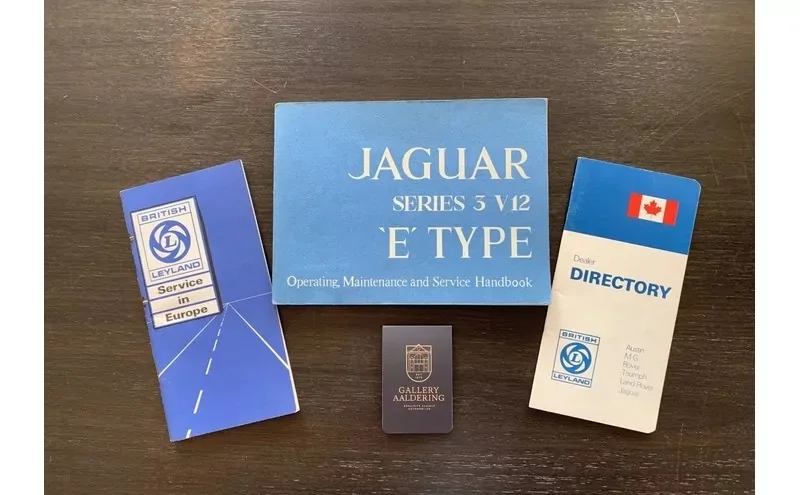 BRITISH
L
LEYLAND
Service
in
Europe
JAGUAR
SERIES 3 V12
`E´ TYPE
Operating, Maintenance and Service Handbook
GALLERY
AALDERING
Dealer
DIRECTORY
BRITISH
L
LEYLAND
Austin
M.G.
Rover
Triumph
Land Rover
Jaguar